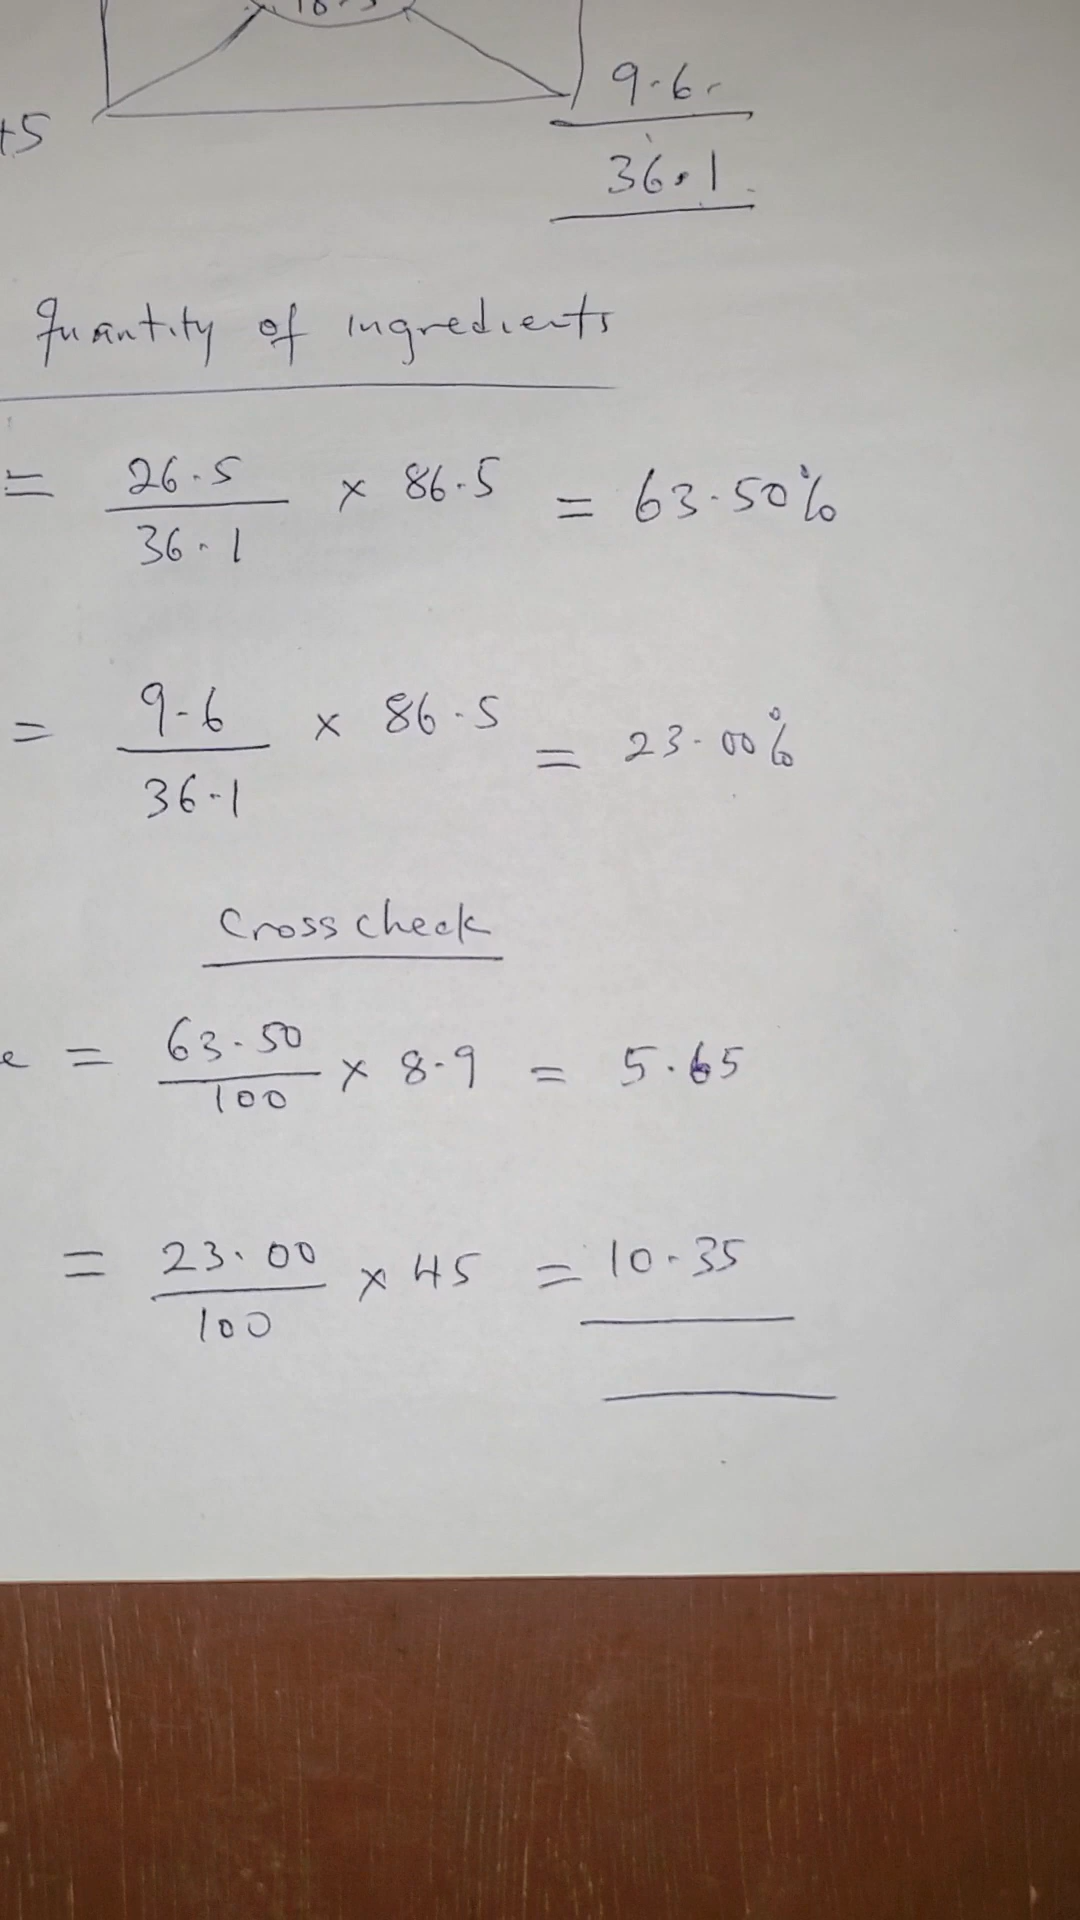 18.5
9.6
+5
36.1
Quantity of ingredients
= 26.5 / 36.1 × 86.5 = 63.50%
= 9.6 / 36.1 × 86.5 = 23.00%
Cross check
e = 63.50 / 100 × 8.9 = 5.65
= 23.00 / 100 × 45 = 10.35